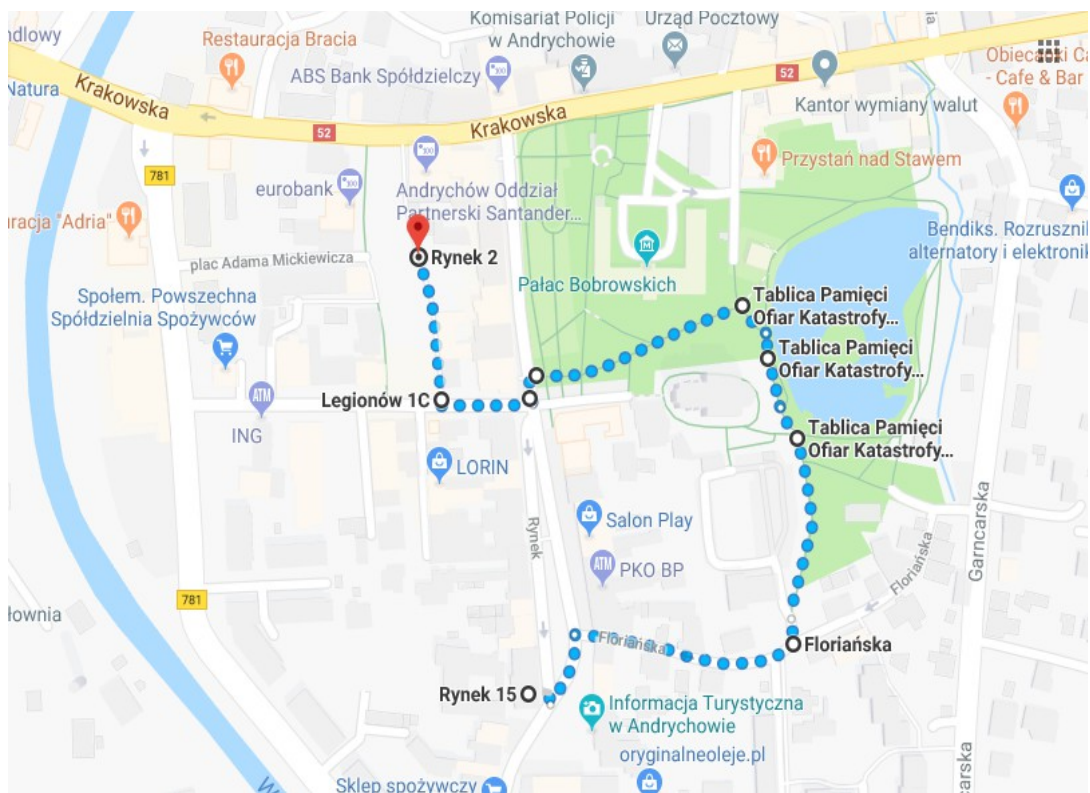 ndlowy
Natura
Restauracja Bracia
ABS Bank Spółdzielczy
Komisariat Policji
w Andrychowie
Urząd Pocztowy
52
Kantor wymiany walut
- Cafe & Bar
Krakowska
52
Krakowska
Przystań nad Stawem
781
eurobank
Andrychów Oddział
Partnerski Santander...
uracja "Adria"
Bendiks. Rozrusznik
alternatory i elektronik
plac Adama Mickiewicza
Rynek 2
Pałac Bobrowskich
Społem. Powszechna
Spółdzielnia Spożywców
Tablica Pamięci
Ofiar Katastrofy...
Tablica Pamięci
Ofiar Katastrofy...
Legionów 1C
ATM
ING
Tablica Pamięci
Ofiar Katastrofy...
LORIN
Rynek
Salon Play
ATM
PKO BP
Garncarska
Floriańska
781
łownia
Floriańska
Floriańska
Rynek 15
Informacja Turystyczna
w Andrychowie
oryginalneoleje.pl
Sklep spożywczy
W
carska